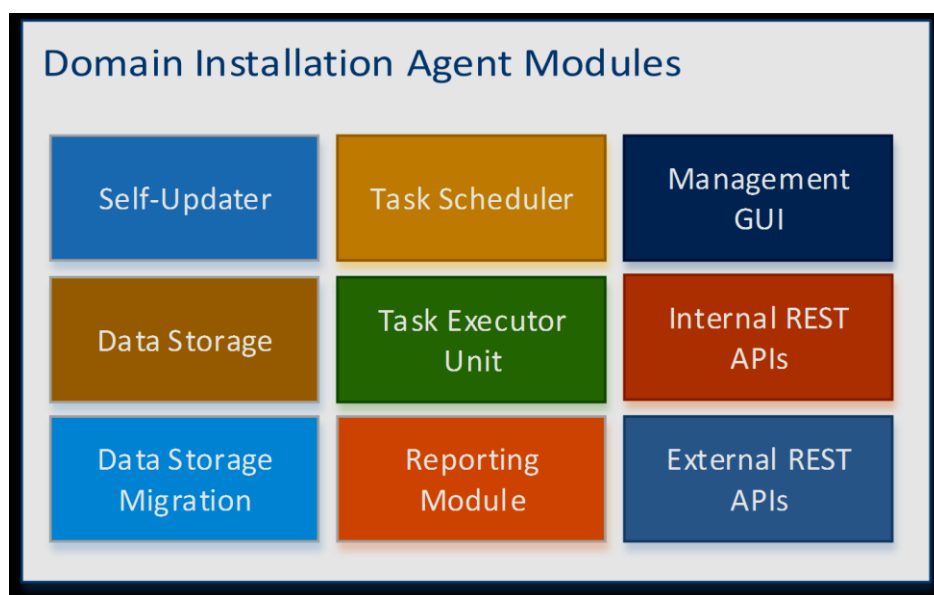 Domain Installation Agent Modules
Self-Updater
Task Scheduler
Management
GUI
Data Storage
Task Executor
Unit
Internal REST
APIs
Data Storage
Migration
Reporting
Module
External REST
APIs